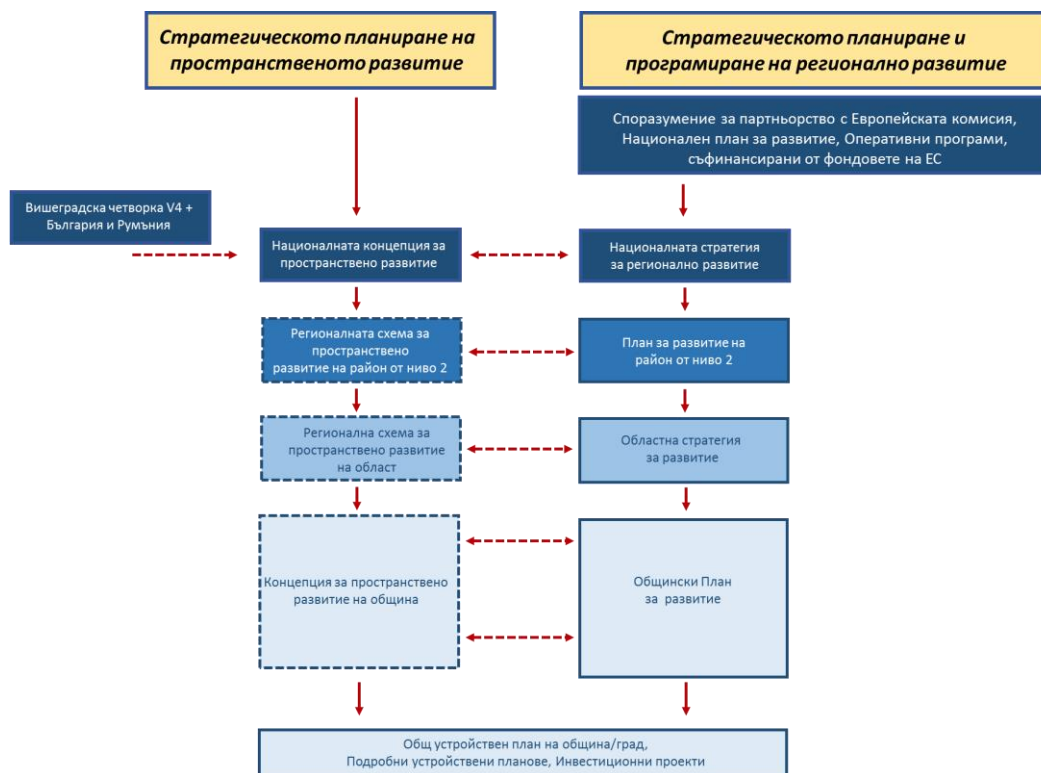 Стратегическото планиране на
пространственото развитие
Стратегическото планиране и
програмиране на регионално развитие
Споразумение за партньорство с Европейската комисия,
Национален план за развитие, Оперативни програми,
съфинансирани от фондовете на ЕС
Вишеградска четворка V4 +
България и Румъния
Националната концепция за
пространствено развитие
Националната стратегия
за регионално развитие
Регионалната схема за
пространствено
развитие на район от ниво 2
План за развитие на
район от ниво 2
Регионална схема за
пространствено развитие
на област
Областна стратегия
за развитие
Концепция за пространствено
развитие на община
Общински План
за развитие
Общ устройствен план на община/град,
Подробни устройствени планове, Инвестиционни проекти